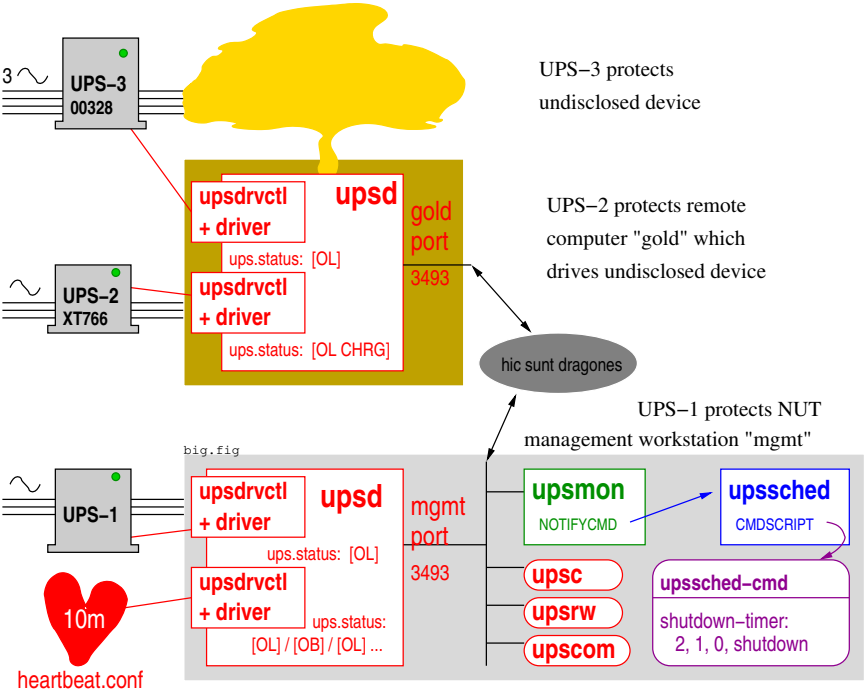 3
UPS−3
00328
UPS−3 protects
undisclosed device
upsdrvctl
+ driver
upsd
ups.status: [OL]
gold
port
3493
UPS−2 protects remote
computer "gold" which
drives undisclosed device
UPS−2
XT766
upsdrvctl
+ driver
ups.status: [OL CHRG]
hic sunt dragones
UPS−1 protects NUT
management workstation "mgmt"
big.fig
UPS−1
upsdrvctl
+ driver
upsd
ups.status: [OL]
mgmt
port
3493
upsmon
NOTIFYCMD
upssched
CMDSCRIPT
10m
heartbeat.conf
upsdrvctl
+ driver
ups.status:
[OL] / [OB] / [OL] ...
upsc
upsrw
upscom
upssched−cmd
shutdown−timer:
2, 1, 0, shutdown